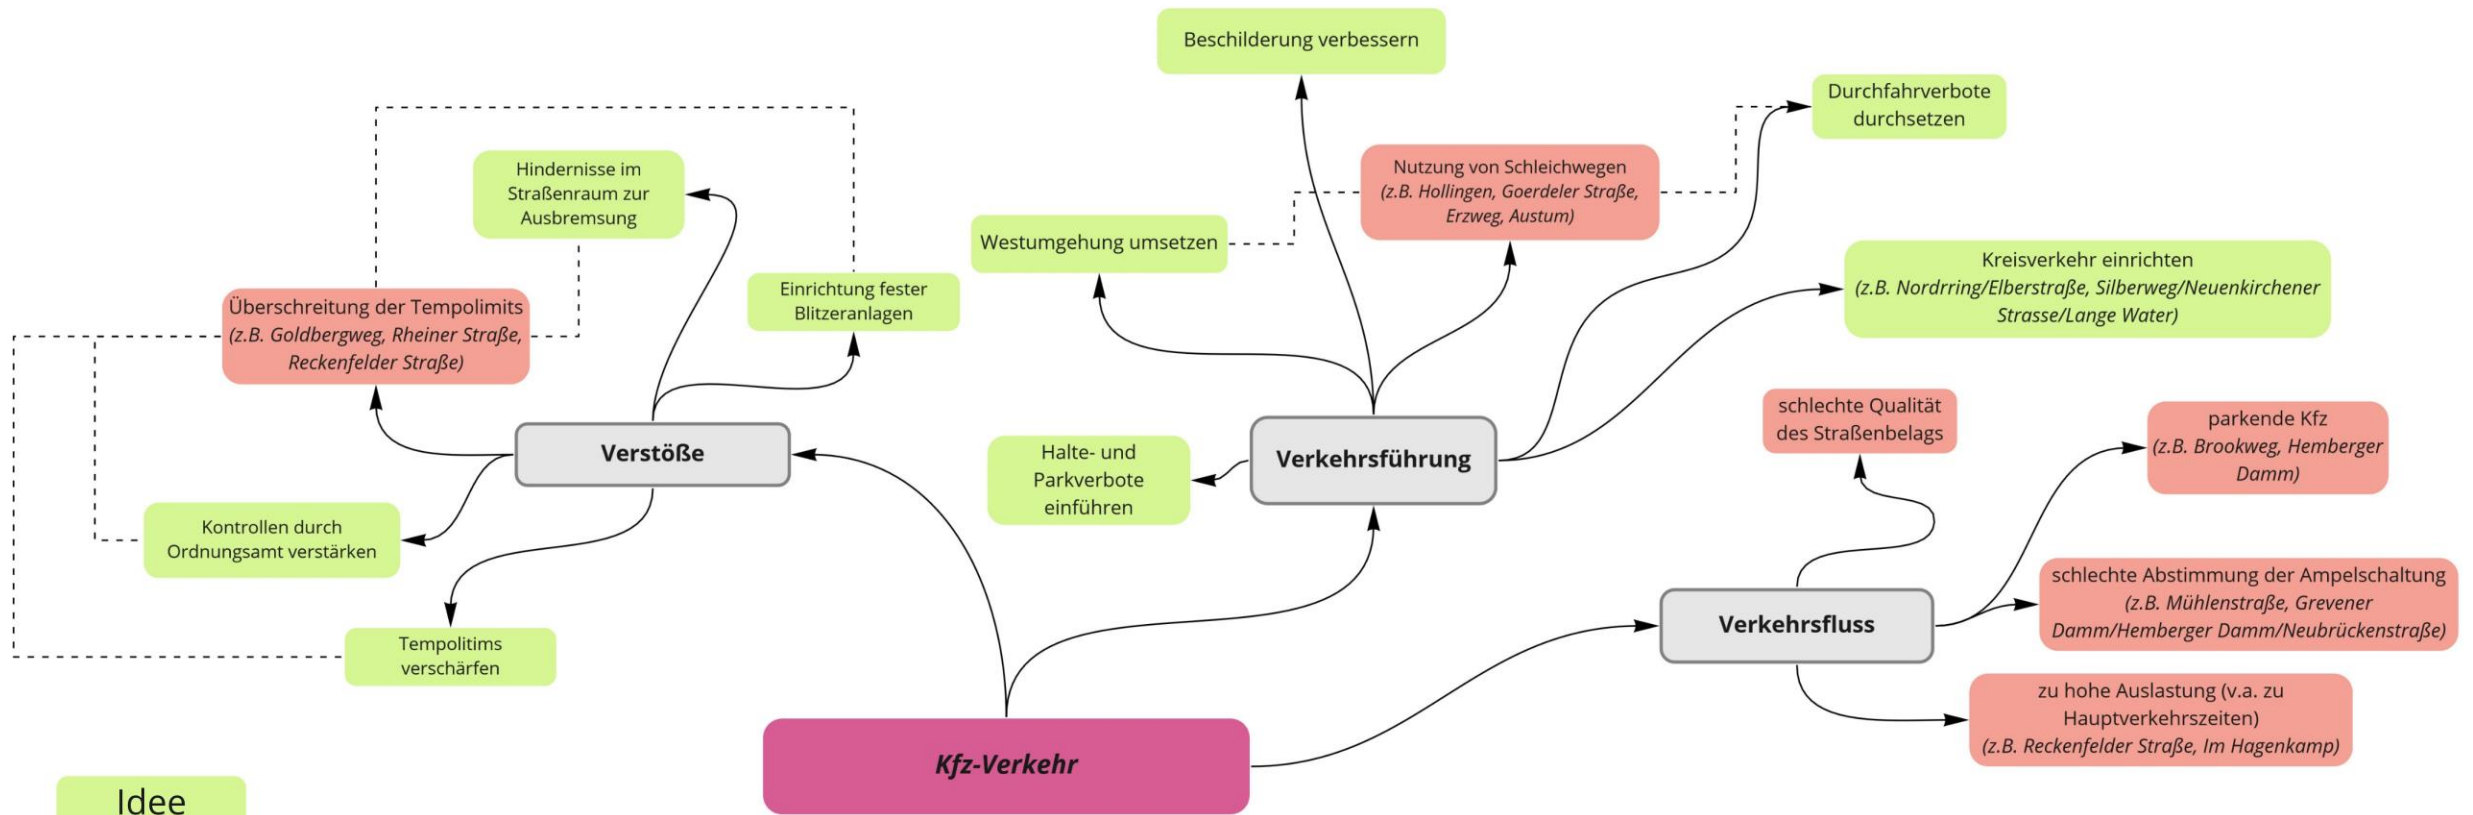 Beschilderung verbessern
Durchfahrverbote
durchsetzen
Hindernisse im
Straßenraum zur
Ausbremsung
Nutzung von Schleichwegen
(z.B. Hollingen, Goerdeler Straße,
Erzweg, Austum)
Westumgehung umsetzen
Kreisverkehr einrichten
(z.B. Nordrring/Elberstraße, Silberweg/Neuenkirchener
Strasse/Lange Water)
Einrichtung fester
Blitzeranlagen
Überschreitung der Tempolimits
(z.B. Goldbergweg, Rheiner Straße,
Reckenfelder Straße)
schlechte Qualität
des Straßenbelags
parkende Kfz
(z.B. Brookweg, Hemberger
Damm)
Verstöße
Halte- und
Parkverbote
einführen
Verkehrsführung
Kontrollen durch
Ordnungsamt verstärken
schlechte Abstimmung der Ampelschaltung
(z.B. Mühlenstraße, Grevener
Damm/Hemberger Damm/Neubrückenstraße)
Verkehrsfluss
Tempolitims
verschärfen
zu hohe Auslastung (v.a. zu
Hauptverkehrszeiten)
(z.B. Reckenfelder Straße, Im Hagenkamp)
Kfz-Verkehr
Idee